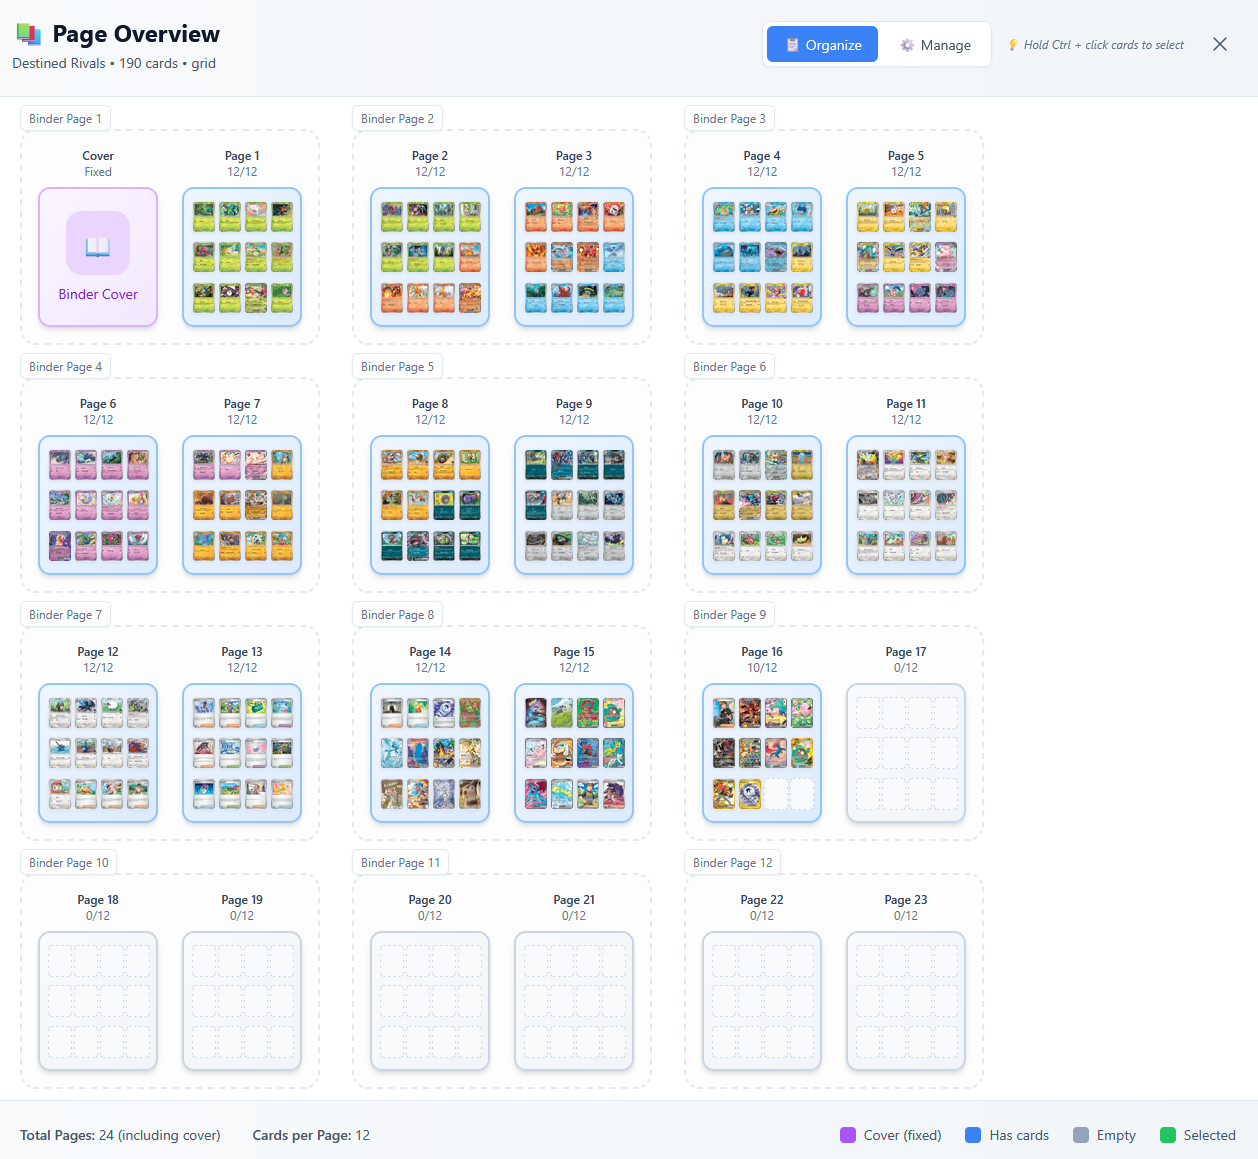 Page Overview
Destined Rivals • 190 cards • grid
Organize
Manage
Hold Ctrl + click cards to select
Binder Page 1
Cover
Fixed
Binder Cover
Page 1
12/12
Binder Page 2
Page 2
12/12
Page 3
12/12
Binder Page 3
Page 4
12/12
Page 5
12/12
Binder Page 4
Page 6
12/12
Page 7
12/12
Binder Page 5
Page 8
12/12
Page 9
12/12
Binder Page 6
Page 10
12/12
Page 11
12/12
Binder Page 7
Page 12
12/12
Page 13
12/12
Binder Page 8
Page 14
12/12
Page 15
12/12
Binder Page 9
Page 16
10/12
Page 17
0/12
Binder Page 10
Page 18
0/12
Page 19
0/12
Binder Page 11
Page 20
0/12
Page 21
0/12
Binder Page 12
Page 22
0/12
Page 23
0/12
Total Pages: 24 (including cover)
Cards per Page: 12
Cover (fixed)
Has cards
Empty
Selected